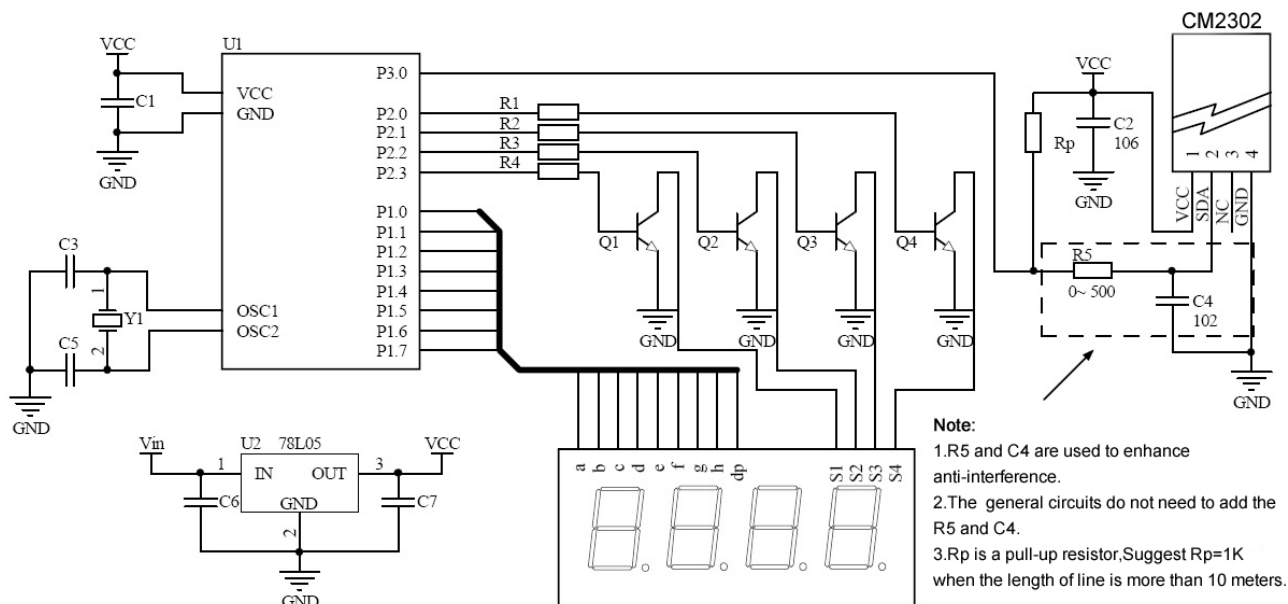 CM2302
VCC
U1
VCC
P3.0
VCC
C1
GND
P2.0
R1
P2.1
R2
P2.2
R3
P2.3
R4
Rp
C2
106
GND
1
2
3
4
VCC
SDA
NC
GND
GND
P1.0
P1.1
P1.2
P1.3
P1.4
P1.5
P1.6
P1.7
Q1
Q2
Q3
Q4
GND
GND
GND
GND
R5
0~ 500
C4
102
GND
C3
1
Y1
2
C5
OSC1
OSC2
GND
Vin
U2
78L05
VCC
1
IN
OUT
3
C6
GND
C7
2
GND
a
b
c
d
e
f
g
h
dp
S1
S2
S3
S4
Note:
1.R5 and C4 are used to enhance
anti-interference.
2.The general circuits do not need to add the
R5 and C4.
3.Rp is a pull-up resistor,Suggest Rp=1K
when the length of line is more than 10 meters.